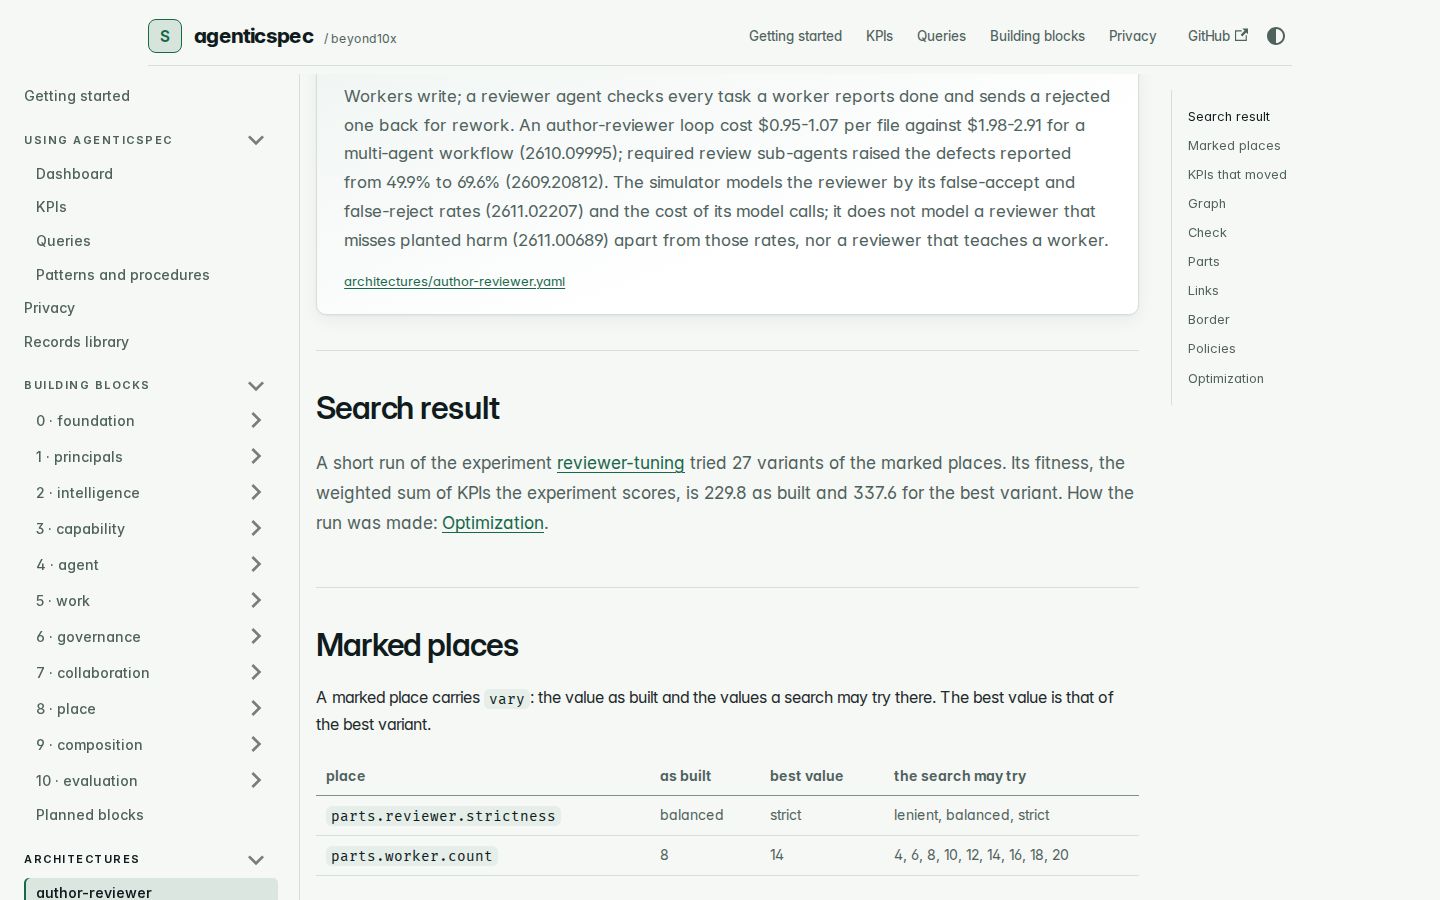 S agenticspec / beyond10x
Getting started KPIs Queries Building blocks Privacy GitHub
Getting started
USING AGENTICSPEC
Dashboard
KPIs
Queries
Patterns and procedures
Privacy
Records library
BUILDING BLOCKS
0 · foundation
1 · principals
2 · intelligence
3 · capability
4 · agent
5 · work
6 · governance
7 · collaboration
8 · place
9 · composition
10 · evaluation
Planned blocks
ARCHITECTURES
author-reviewer
Workers write; a reviewer agent checks every task a worker reports done and sends a rejected
one back for rework. An author-reviewer loop cost $0.95-1.07 per file against $1.98-2.91 for a
multi-agent workflow (2610.09995); required review sub-agents raised the defects reported
from 49.9% to 69.6% (2609.20812). The simulator models the reviewer by its false-accept and
false-reject rates (2611.02207) and the cost of its model calls; it does not model a reviewer that
misses planted harm (2611.00689) apart from those rates, nor a reviewer that teaches a worker.
architectures/author-reviewer.yaml
Search result
A short run of the experiment reviewer-tuning tried 27 variants of the marked places. Its fitness, the
weighted sum of KPIs the experiment scores, is 229.8 as built and 337.6 for the best variant. How the
run was made: Optimization.
Marked places
A marked place carries vary: the value as built and the values a search may try there. The best value is that of
the best variant.
place as built best value the search may try
parts.reviewer.strictness balanced strict lenient, balanced, strict
parts.worker.count 8 14 4, 6, 8, 10, 12, 14, 16, 18, 20
Search result
Marked places
KPIs that moved
Graph
Check
Parts
Links
Border
Policies
Optimization